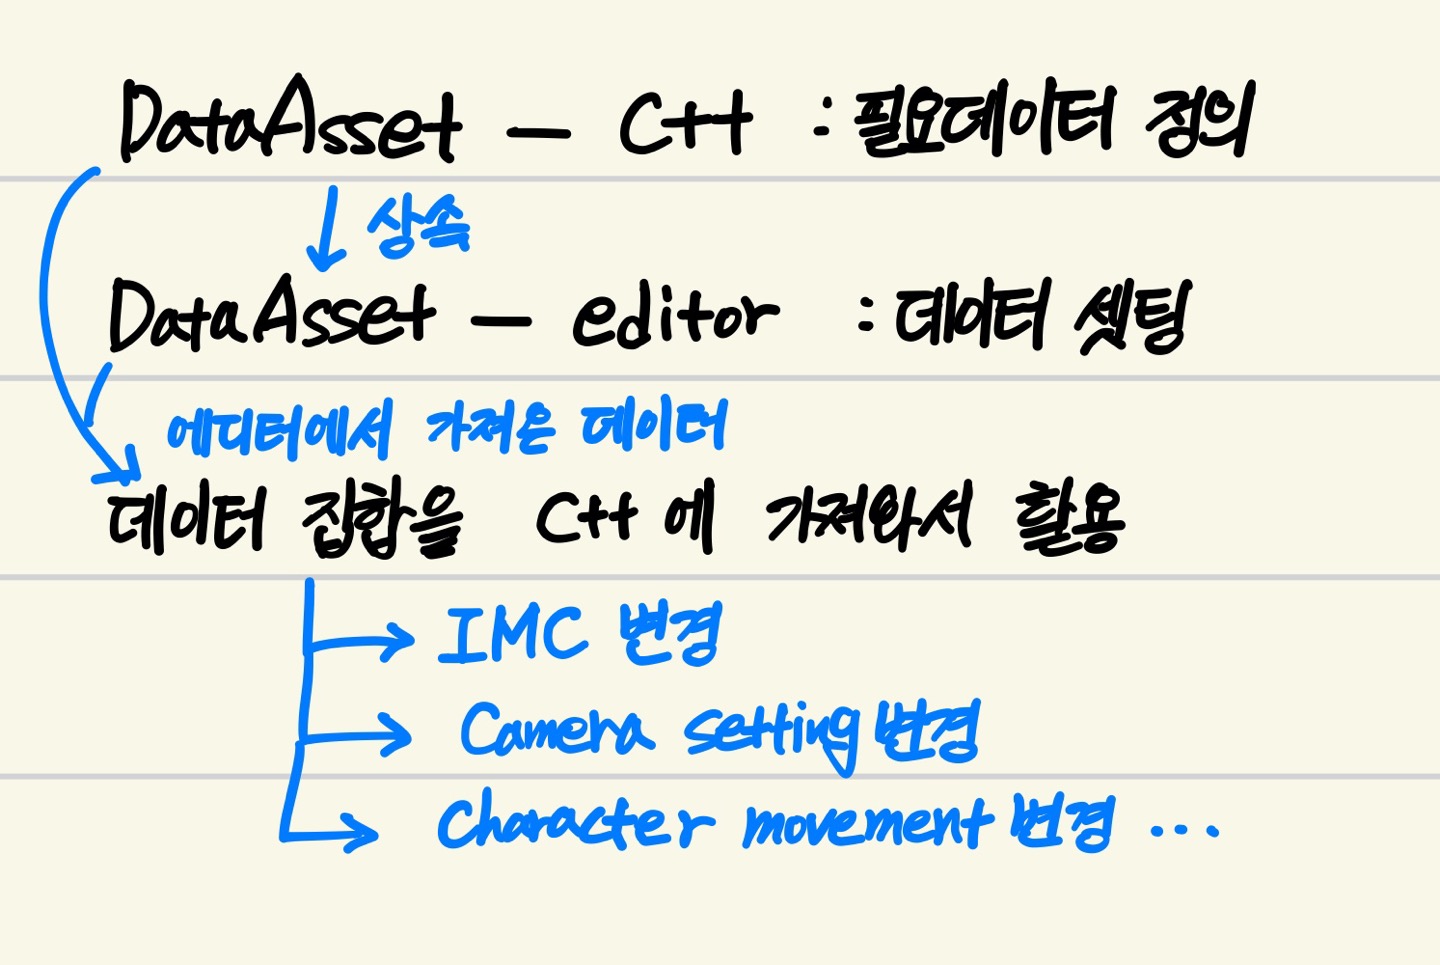 DataAsset - C++ : 필요데이터 정의
상속
DataAsset - editor : 데이터 셋팅
에디터에서 가져온 데이터
데이터 집합을 C++ 에 가져와서 활용
IMC 변경
Camera setting 변경
Character movement 변경 ...